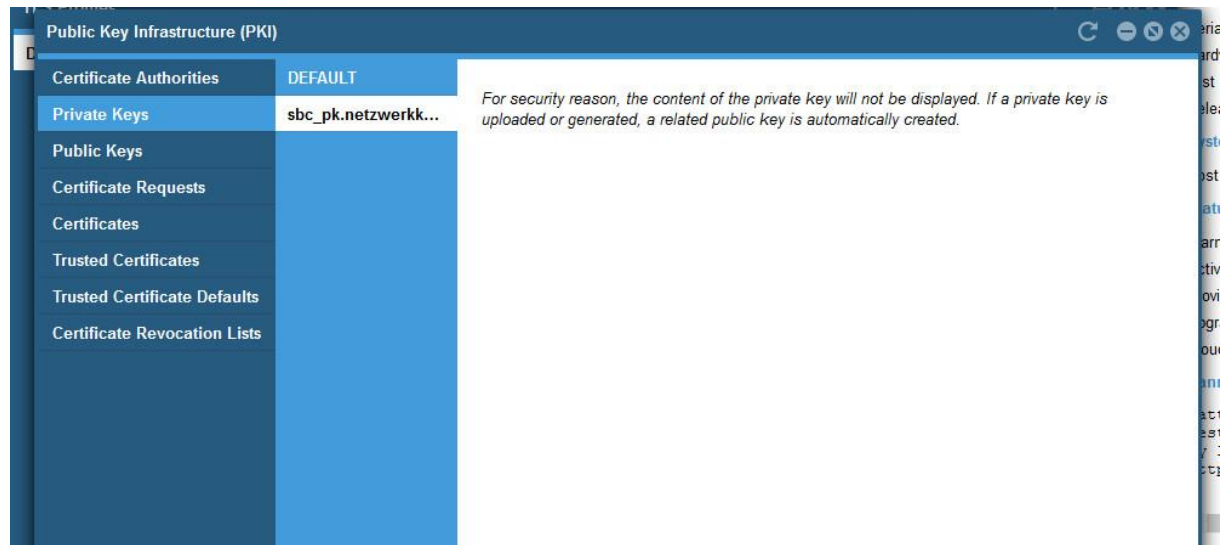 Public Key Infrastructure (PKI)
Certificate Authorities
Private Keys
Public Keys
Certificate Requests
Certificates
Trusted Certificates
Trusted Certificate Defaults
Certificate Revocation Lists
DEFAULT
sbc_pk.netzwerkk...
For security reason, the content of the private key will not be displayed. If a private key is
uploaded or generated, a related public key is automatically created.